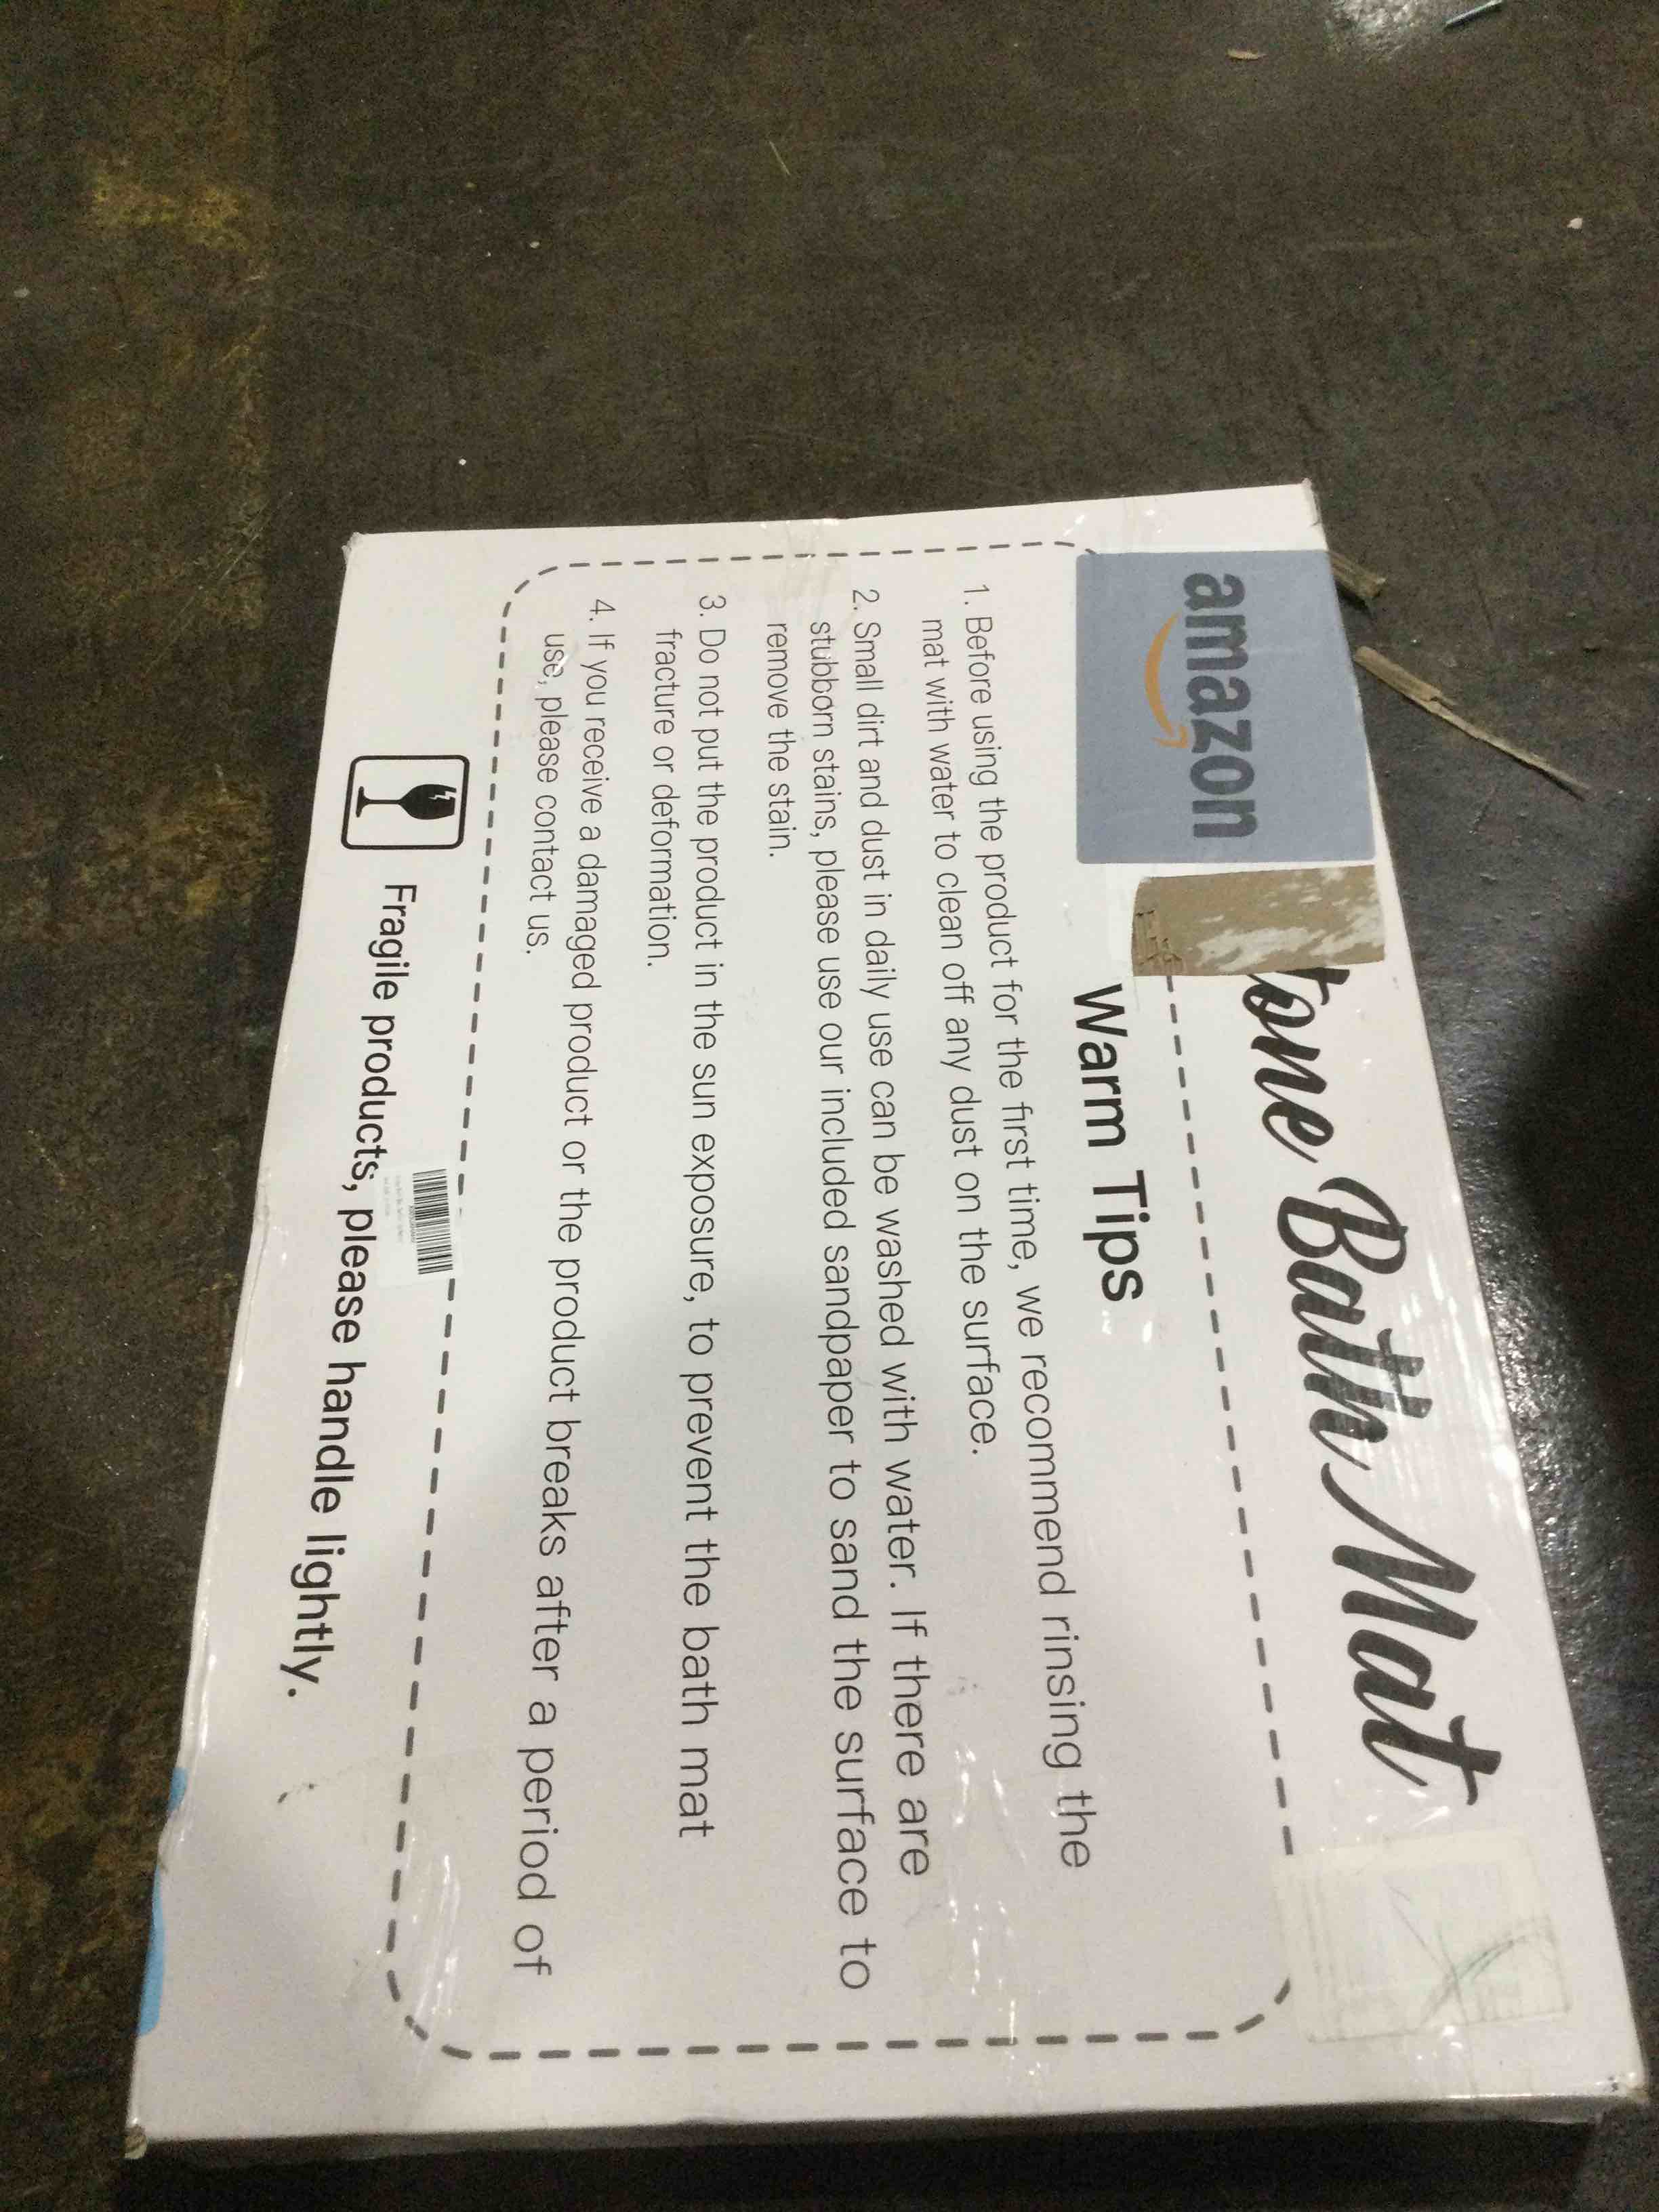 amazon
tone Bath Mat
Warm Tips
1. Before using the product for the first time, we recommend rinsing the
mat with water to clean off any dust on the surface.
2. Small dirt and dust in daily use can be washed with water. If there are
stubborn stains, please use our included sandpaper to sand the surface to
remove the stain.
3. Do not put the product in the sun exposure, to prevent the bath mat
fracture or deformation.
4. If you receive a damaged product or the product breaks after a period of
use, please contact us.
Fragile products, please handle lightly.